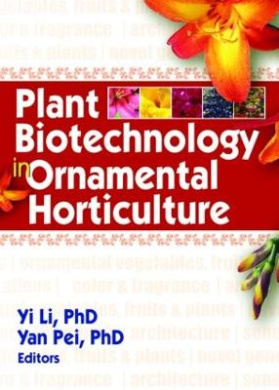 Plant
Biotechnology
in Ornamental
Horticulture
Yi Li, PhD
Yan Pei, PhD
Editors